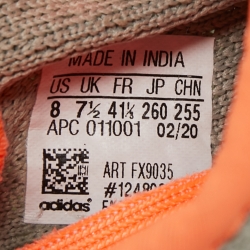 MADE IN INDIA
US UK FR JP CHN
8 7½ 41⅓ 260 255
APC 011001 02/20
ART FX9035
adidas